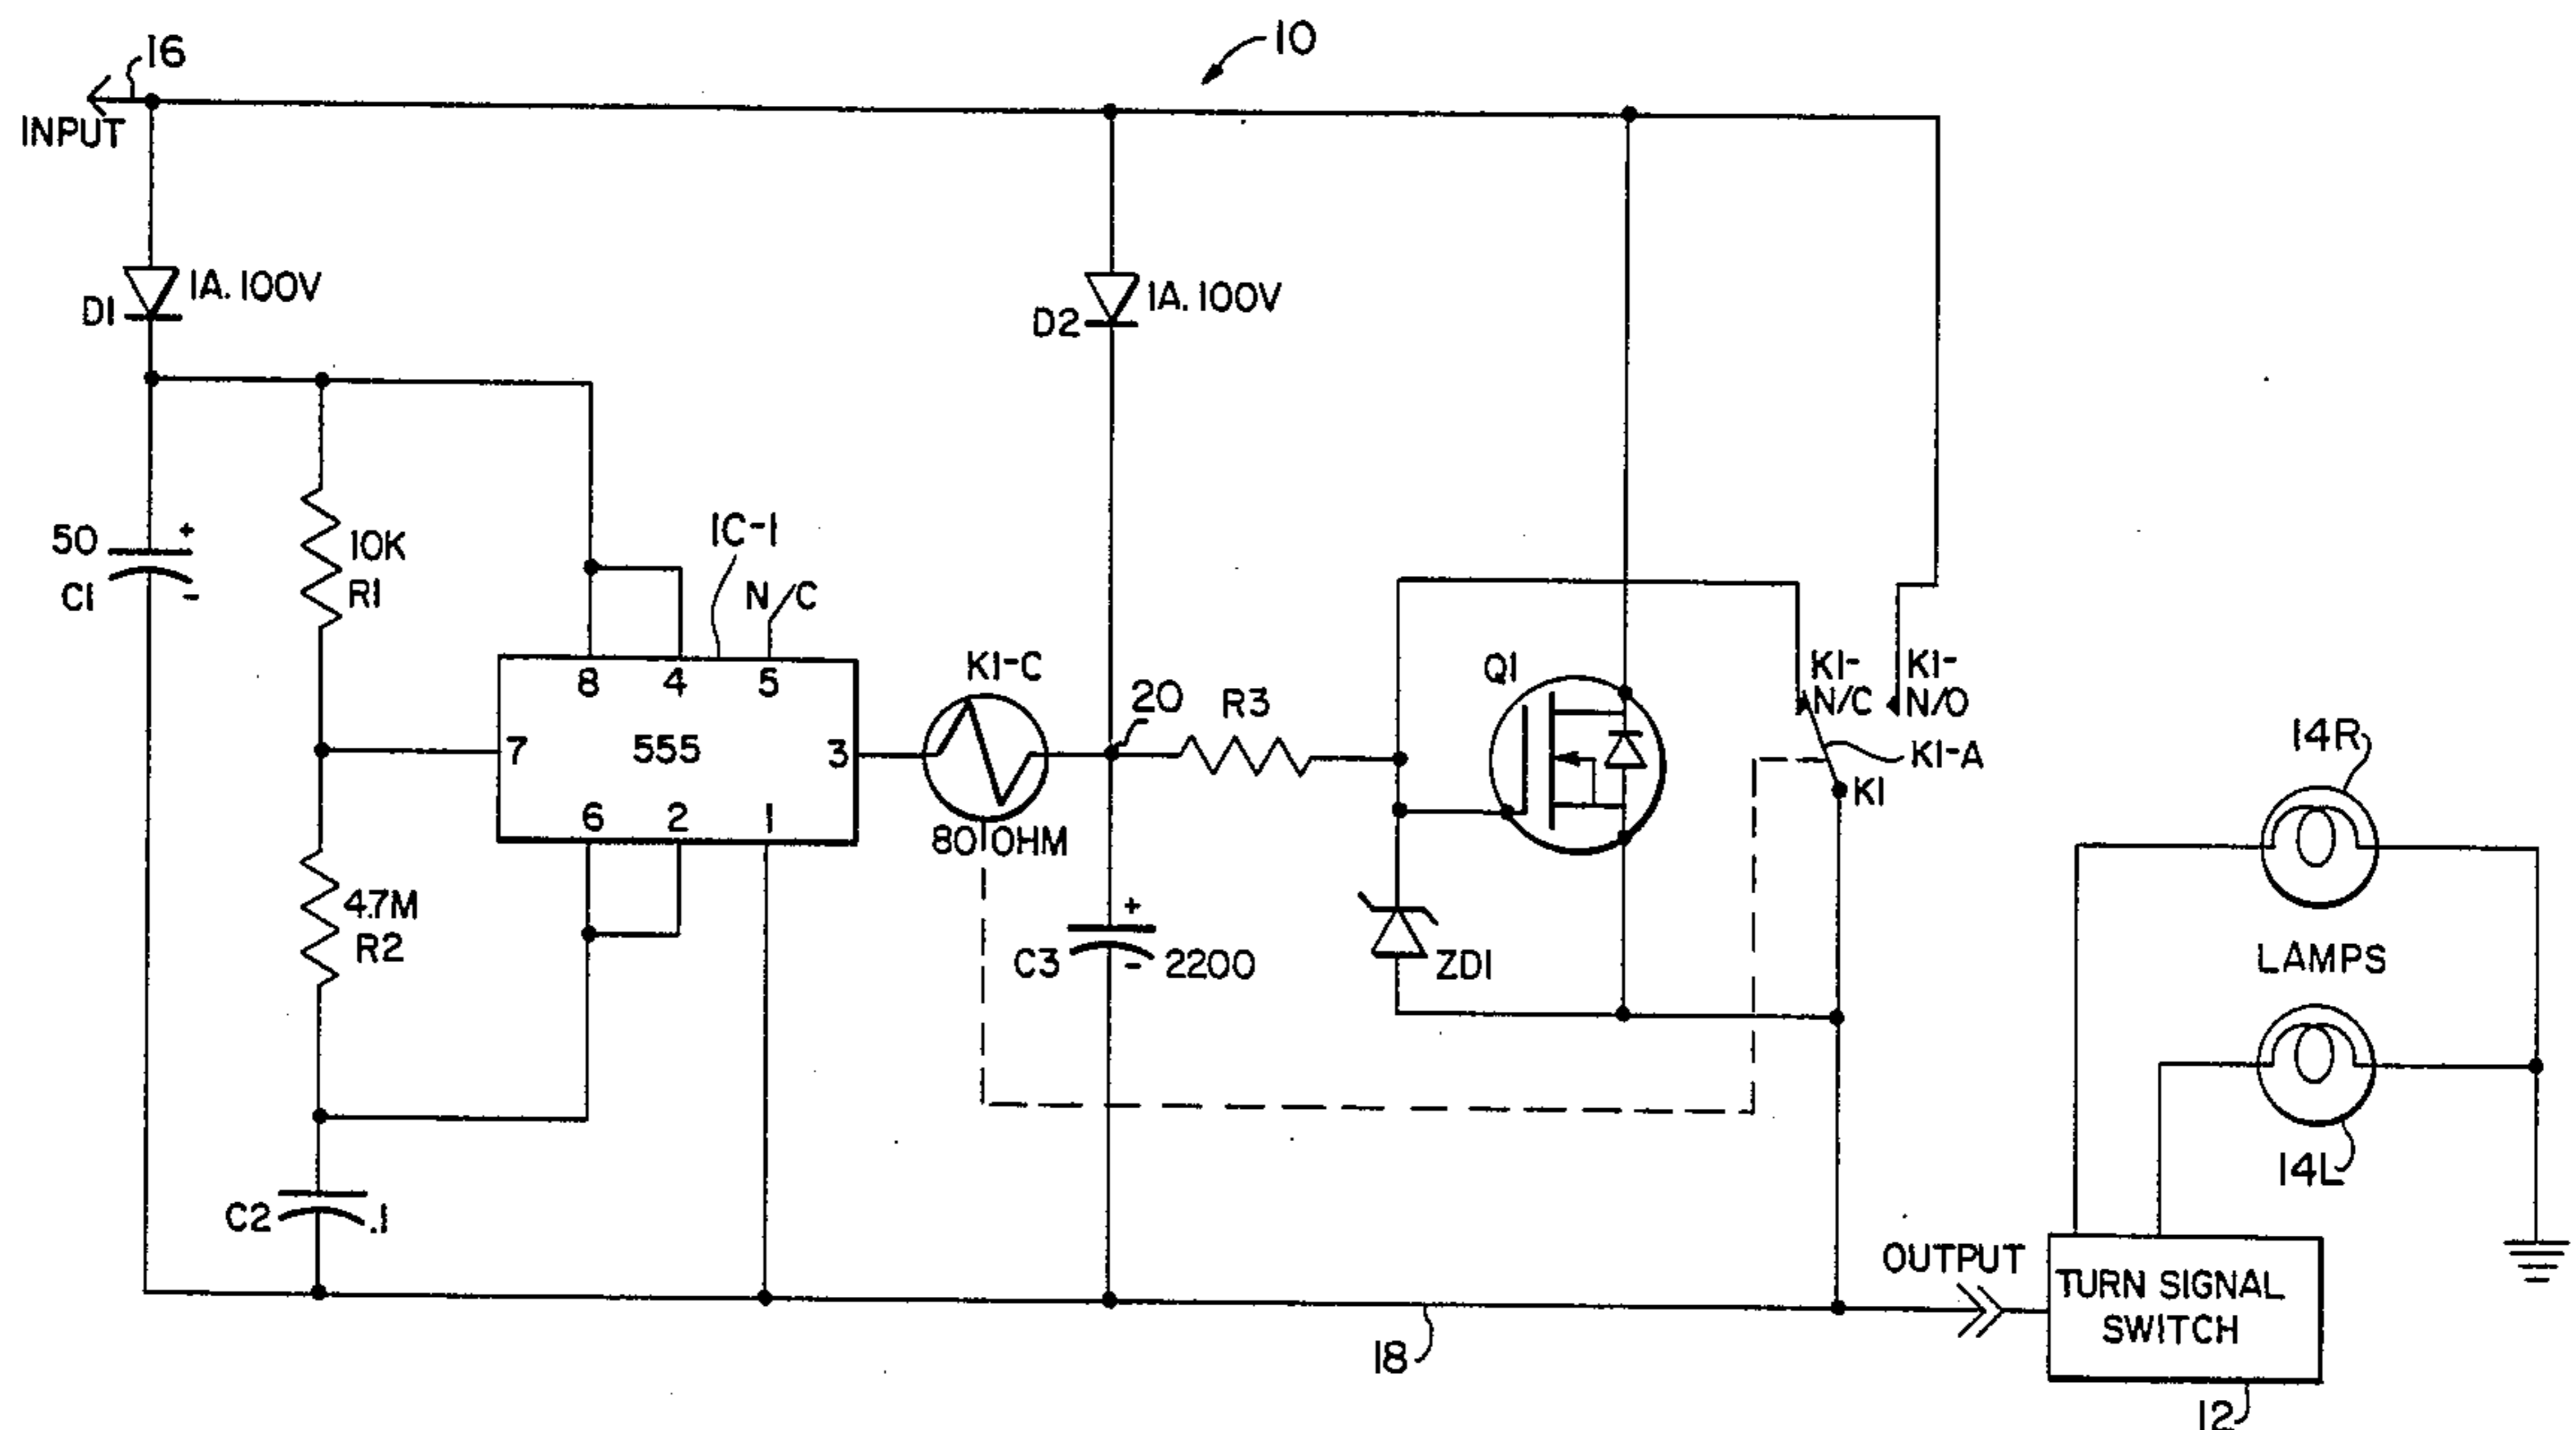 10
16
INPUT
1A. 100V
D1
1A. 100V
D2
50
+
C1
-
10K
R1
1C-1
N/C
8 4 5
7 555 3
6 2 1
K1-C
80 OHM
20
R3
Q1
K1-
N/C
K1-
N/O
K1-A
K1
14R
4.7M
R2
+
C3
-
2200
ZD1
LAMPS
14L
C2
.1
OUTPUT
TURN SIGNAL
SWITCH
18
12